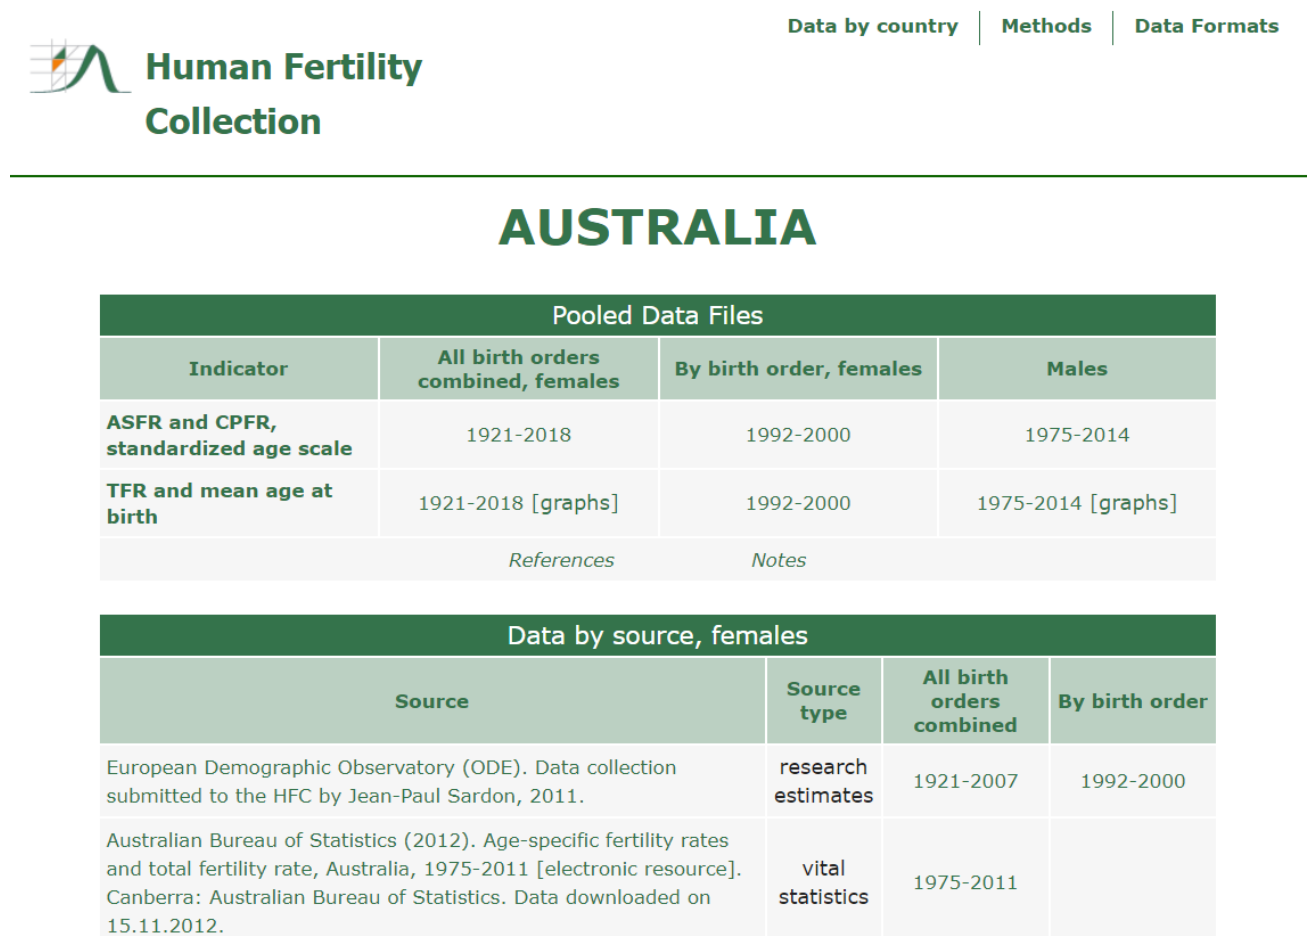 Data by country
Methods
Data Formats
Human Fertility
Collection
AUSTRALIA
Pooled Data Files
Indicator
All birth orders
combined, females
By birth order, females
Males
ASFR and CPFR,
standardized age scale
1921-2018
1992-2000
1975-2014
TFR and mean age at
birth
1921-2018 [graphs]
1992-2000
1975-2014 [graphs]
References
Notes
Data by source, females
Source
Source
type
All birth
orders
combined
By birth order
European Demographic Observatory (ODE). Data collection
submitted to the HFC by Jean-Paul Sardon, 2011.
research
estimates
1921-2007
1992-2000
Australian Bureau of Statistics (2012). Age-specific fertility rates
and total fertility rate, Australia, 1975-2011 [electronic resource].
Canberra: Australian Bureau of Statistics. Data downloaded on
15.11.2012.
vital
statistics
1975-2011